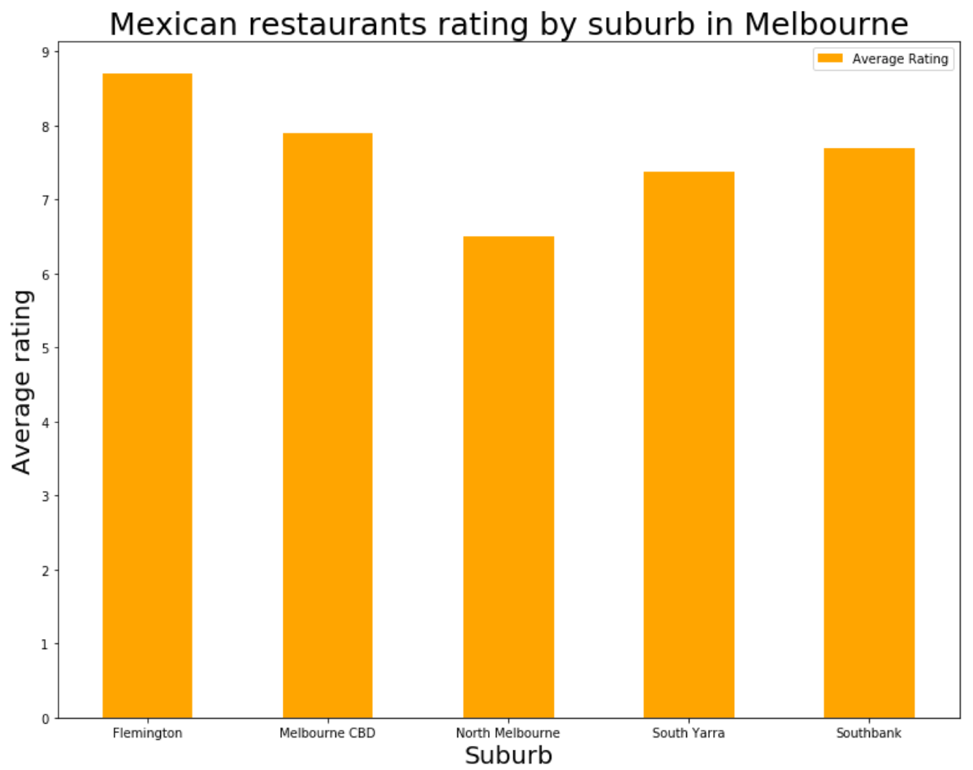 Mexican restaurants rating by suburb in Melbourne
Average Rating
Average rating
9
8
7
6
5
4
3
2
1
0
Flemington
Melbourne CBD
North Melbourne
South Yarra
Southbank
Suburb